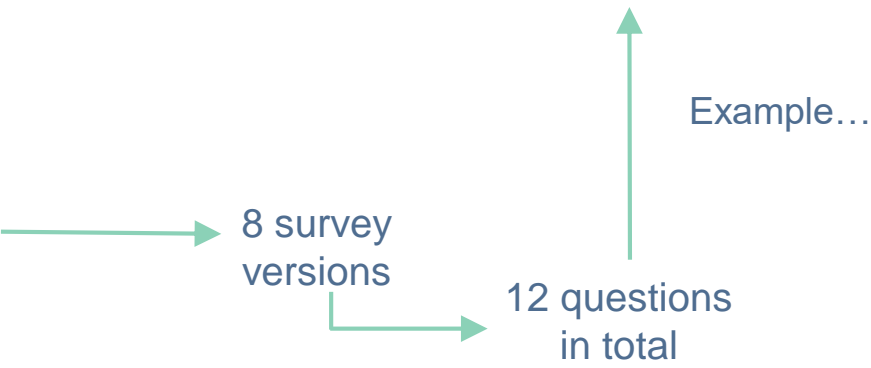 Example…
8 survey
versions
12 questions
in total